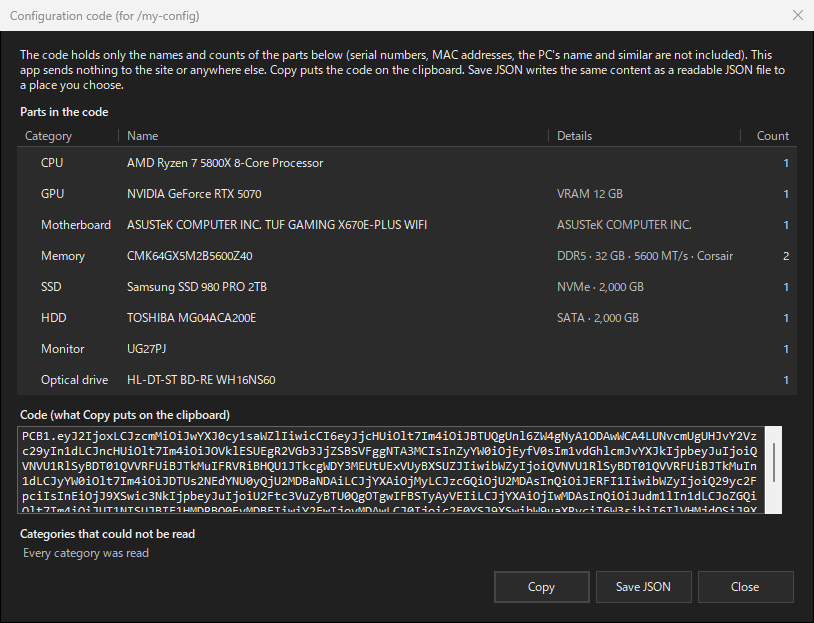 Configuration code (for /my-config)
The code holds only the names and counts of the parts below (serial numbers, MAC addresses, the PC's name and similar are not included). This
app sends nothing to the site or anywhere else. Copy puts the code on the clipboard. Save JSON writes the same content as a readable JSON file to
a place you choose.
Parts in the code
Category Name Details Count
CPU AMD Ryzen 7 5800X 8-Core Processor 1
GPU NVIDIA GeForce RTX 5070 VRAM 12 GB 1
Motherboard ASUSTeK COMPUTER INC. TUF GAMING X670E-PLUS WIFI ASUSTeK COMPUTER INC. 1
Memory CMK64GX5M2B5600Z40 DDR5 · 32 GB · 5600 MT/s · Corsair 2
SSD Samsung SSD 980 PRO 2TB NVMe · 2,000 GB 1
HDD TOSHIBA MG04ACA200E SATA · 2,000 GB 1
Monitor UG27PJ 1
Optical drive HL-DT-ST BD-RE WH16NS60 1
Code (what Copy puts on the clipboard)
Categories that could not be read
Every category was read
Copy Save JSON Close